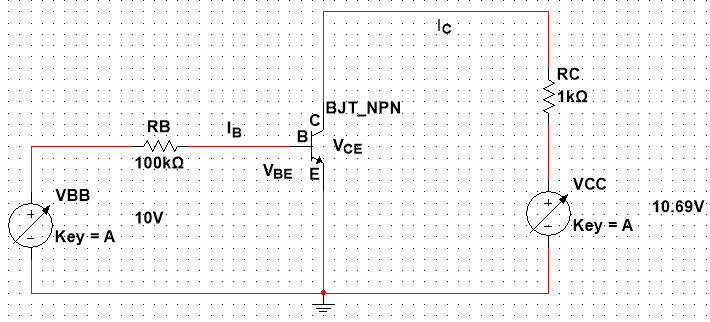 IC
RC
1kΩ
BJT_NPN
C
RB
IB
B
VCE
100kΩ
VBE
E
VBB
+
10V
-
Key = A
VCC
+
10.69V
-
Key = A